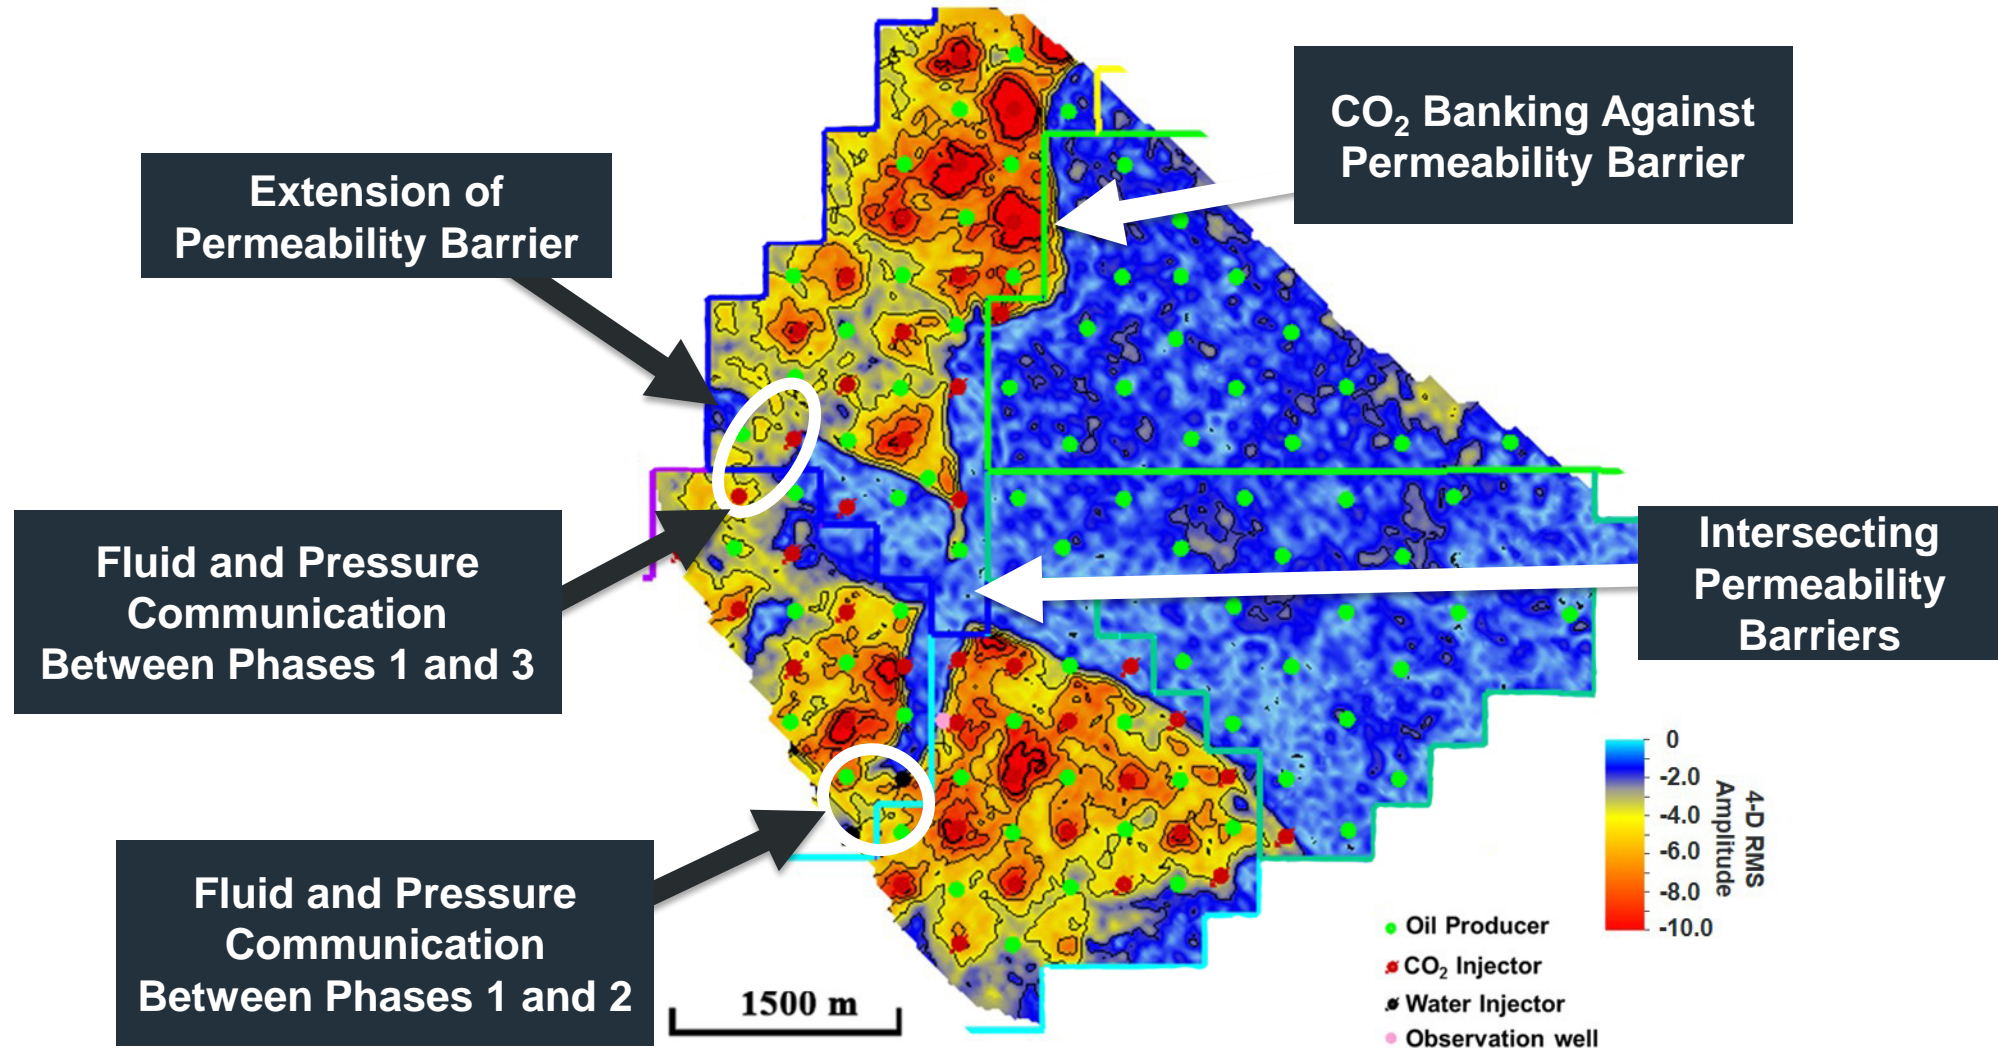 CO₂ Banking Against
Permeability Barrier
Extension of
Permeability Barrier
Fluid and Pressure
Communication
Between Phases 1 and 3
Intersecting
Permeability
Barriers
Fluid and Pressure
Communication
Between Phases 1 and 2
1500 m
0
-2.0
-4.0
-6.0
-8.0
-10.0
4-D RMS
Amplitude
Oil Producer
CO₂ Injector
Water Injector
Observation well